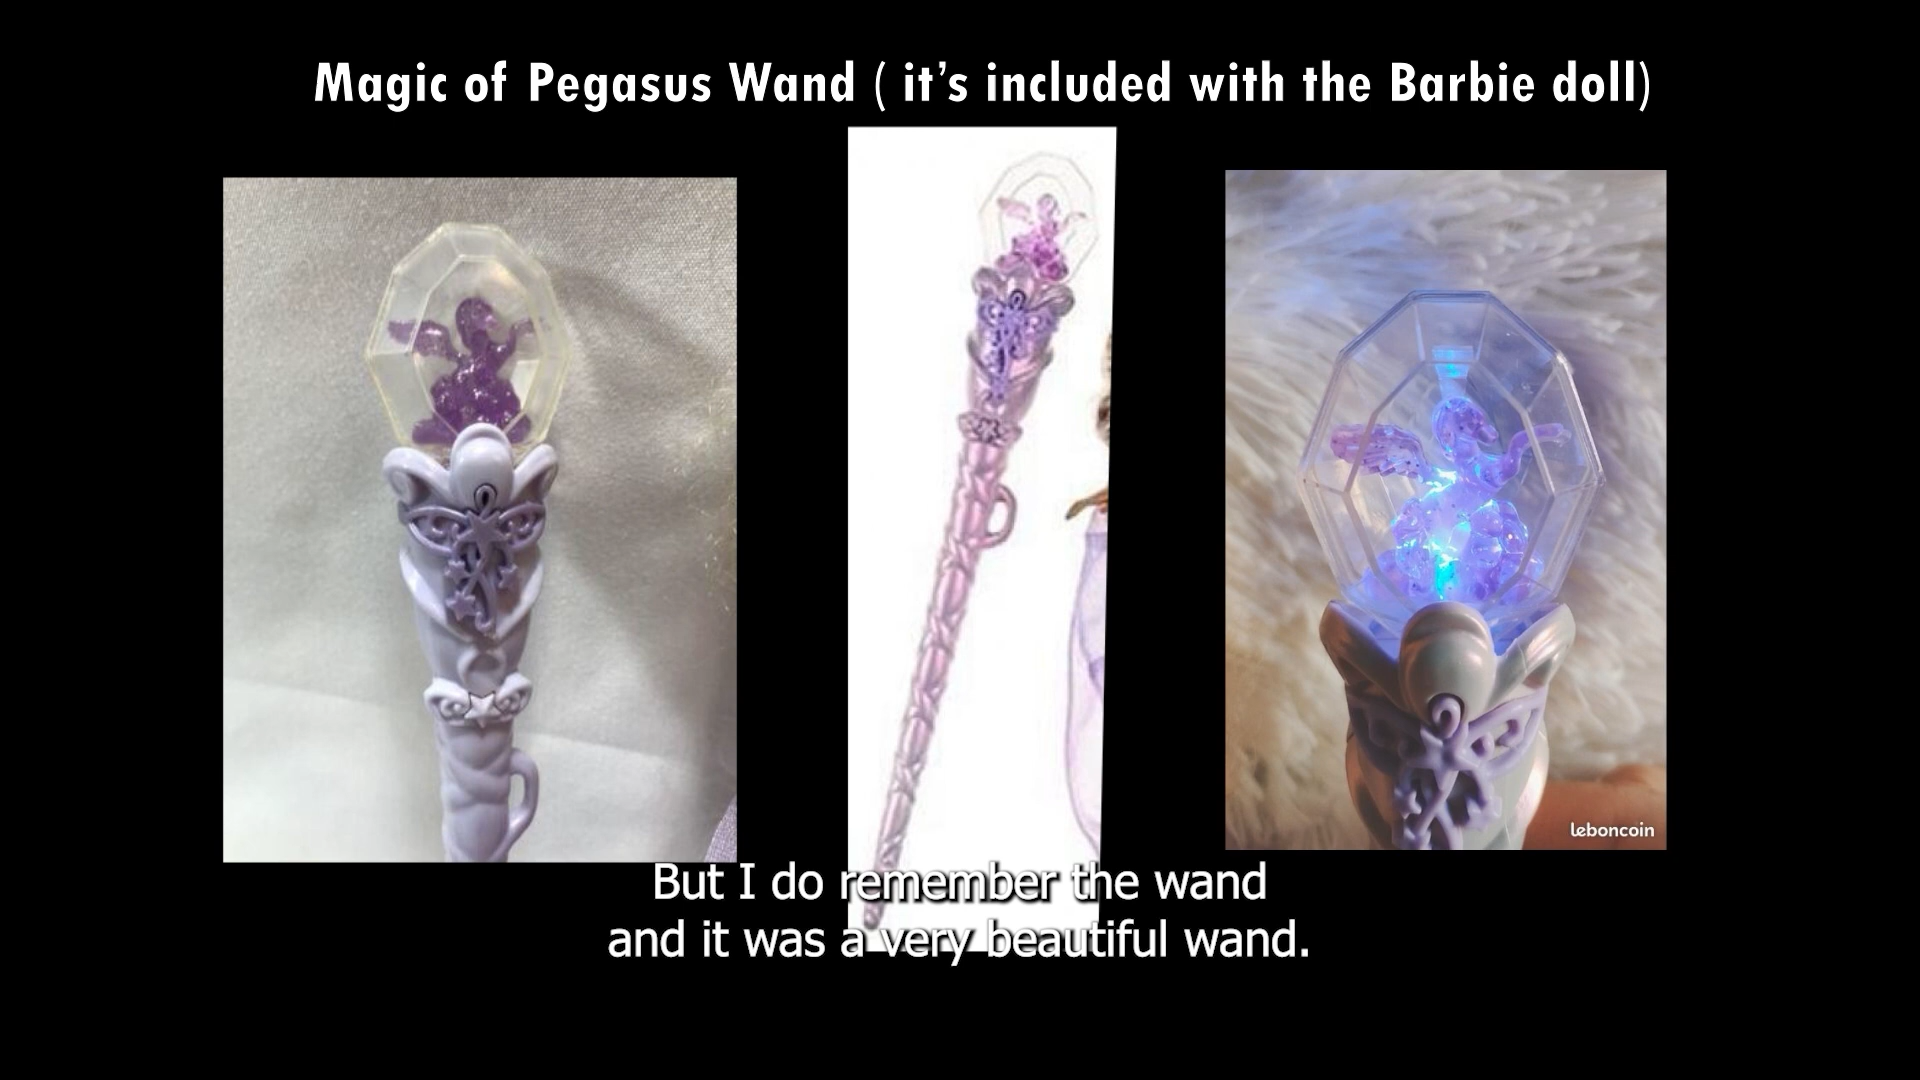 Magic of Pegasus Wand ( it’s included with the Barbie doll)
leboncoin
But I do remember the wand
and it was a very beautiful wand.